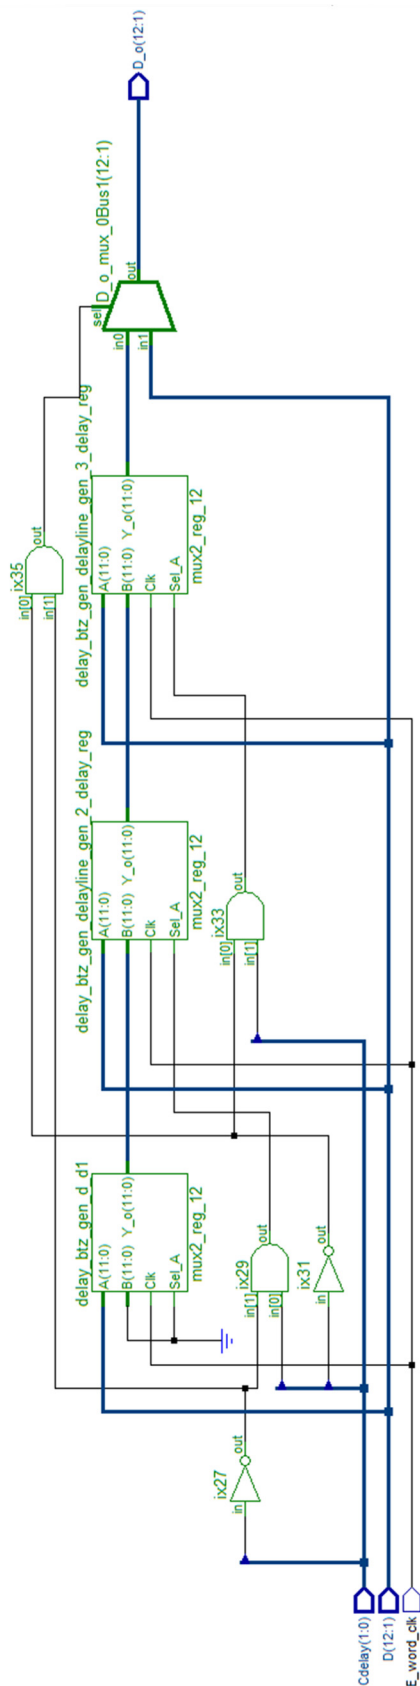 Cdelay(1:0)
D(12:1)
E_word_clk
ix27
in
out
delay_btz_gen_d_d1
A(11:0)
B(11:0)
Y_o(11:0)
Clk
Sel_A
mux2_reg_12
ix29
in[1]
in[0]
out
ix31
in
out
delay_btz_gen_delayline_gen_2_delay_reg
A(11:0)
B(11:0)
Y_o(11:0)
Clk
Sel_A
mux2_reg_12
ix33
in[0]
in[1]
out
delay_btz_gen_delayline_gen_3_delay_reg
A(11:0)
B(11:0)
Y_o(11:0)
Clk
Sel_A
mux2_reg_12
ix35
in[0]
in[1]
out
D_o_mux_0Bus1(12:1)
sel
in0
in1
out
D_o(12:1)